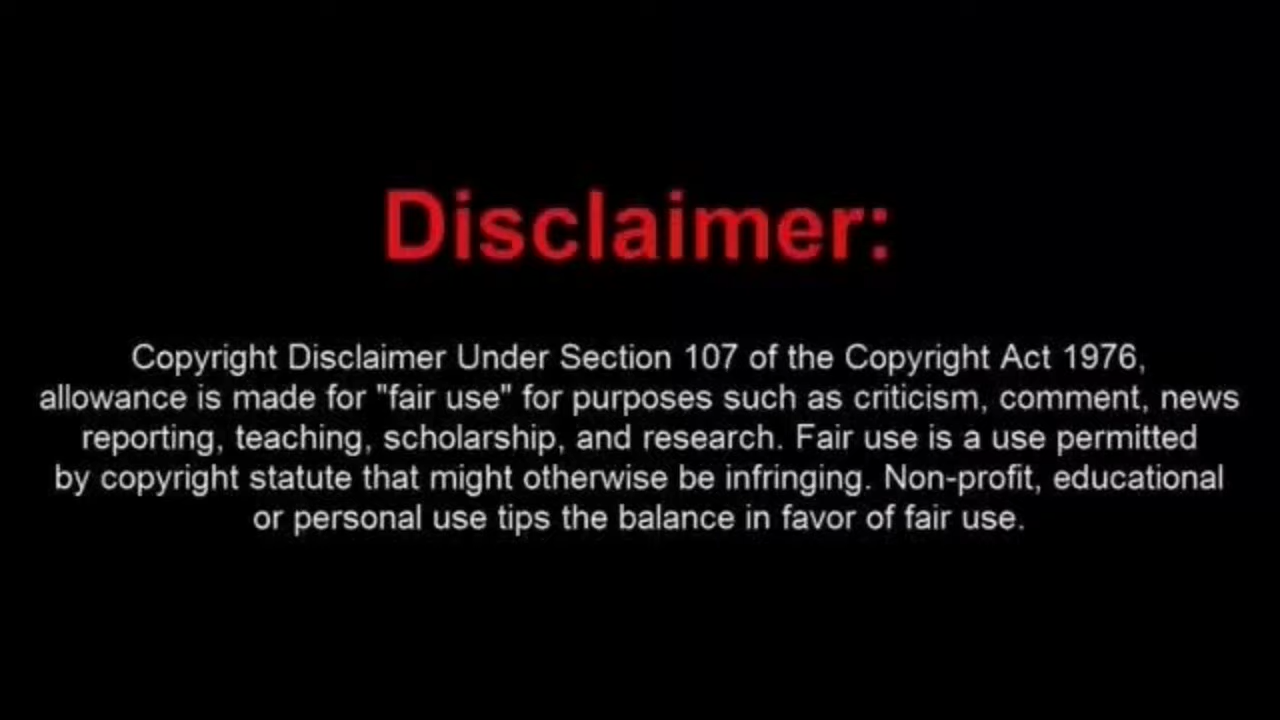 Disclaimer:
Copyright Disclaimer Under Section 107 of the Copyright Act 1976,
allowance is made for "fair use" for purposes such as criticism, comment, news
reporting, teaching, scholarship, and research. Fair use is a use permitted
by copyright statute that might otherwise be infringing. Non-profit, educational
or personal use tips the balance in favor of fair use.